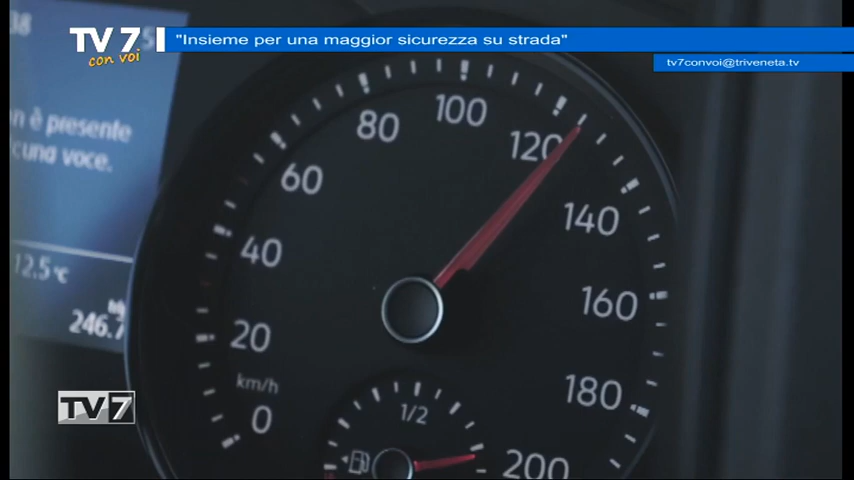 TV7
con voi
"Insieme per una maggior sicurezza su strada"
tv7convoi@triveneta.tv
è presente
voce.
12.5°C
246.7
0
20
40
60
80
100
120
140
160
180
200
km/h
1/2
TV7